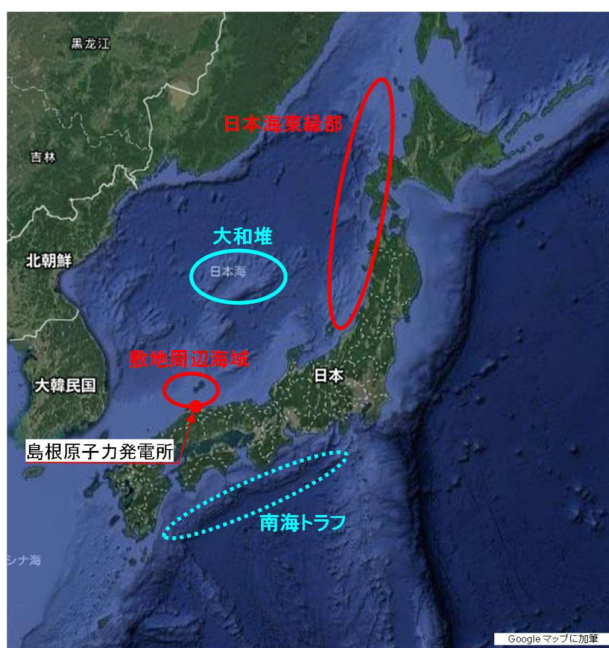 黑龙江
日本海東縁部
吉林
大和堆
北朝鮮
日本海
敷地周辺海域
大韓民国
日本
島根原子力発電所
南海トラフ
シナ海
Google マップに加筆